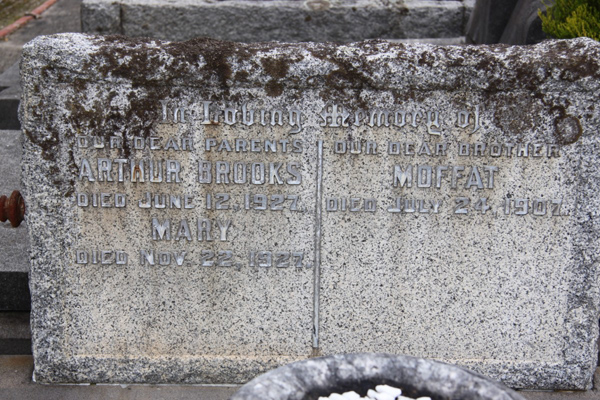 In Loving Memory of
OUR DEAR PARENTS
ARTHUR BROOKS
DIED JUNE 12. 1927.
MARY
DIED NOV. 22. 1927.
OUR DEAR BROTHER
MOFFAT
DIED JULY 24. 1907.